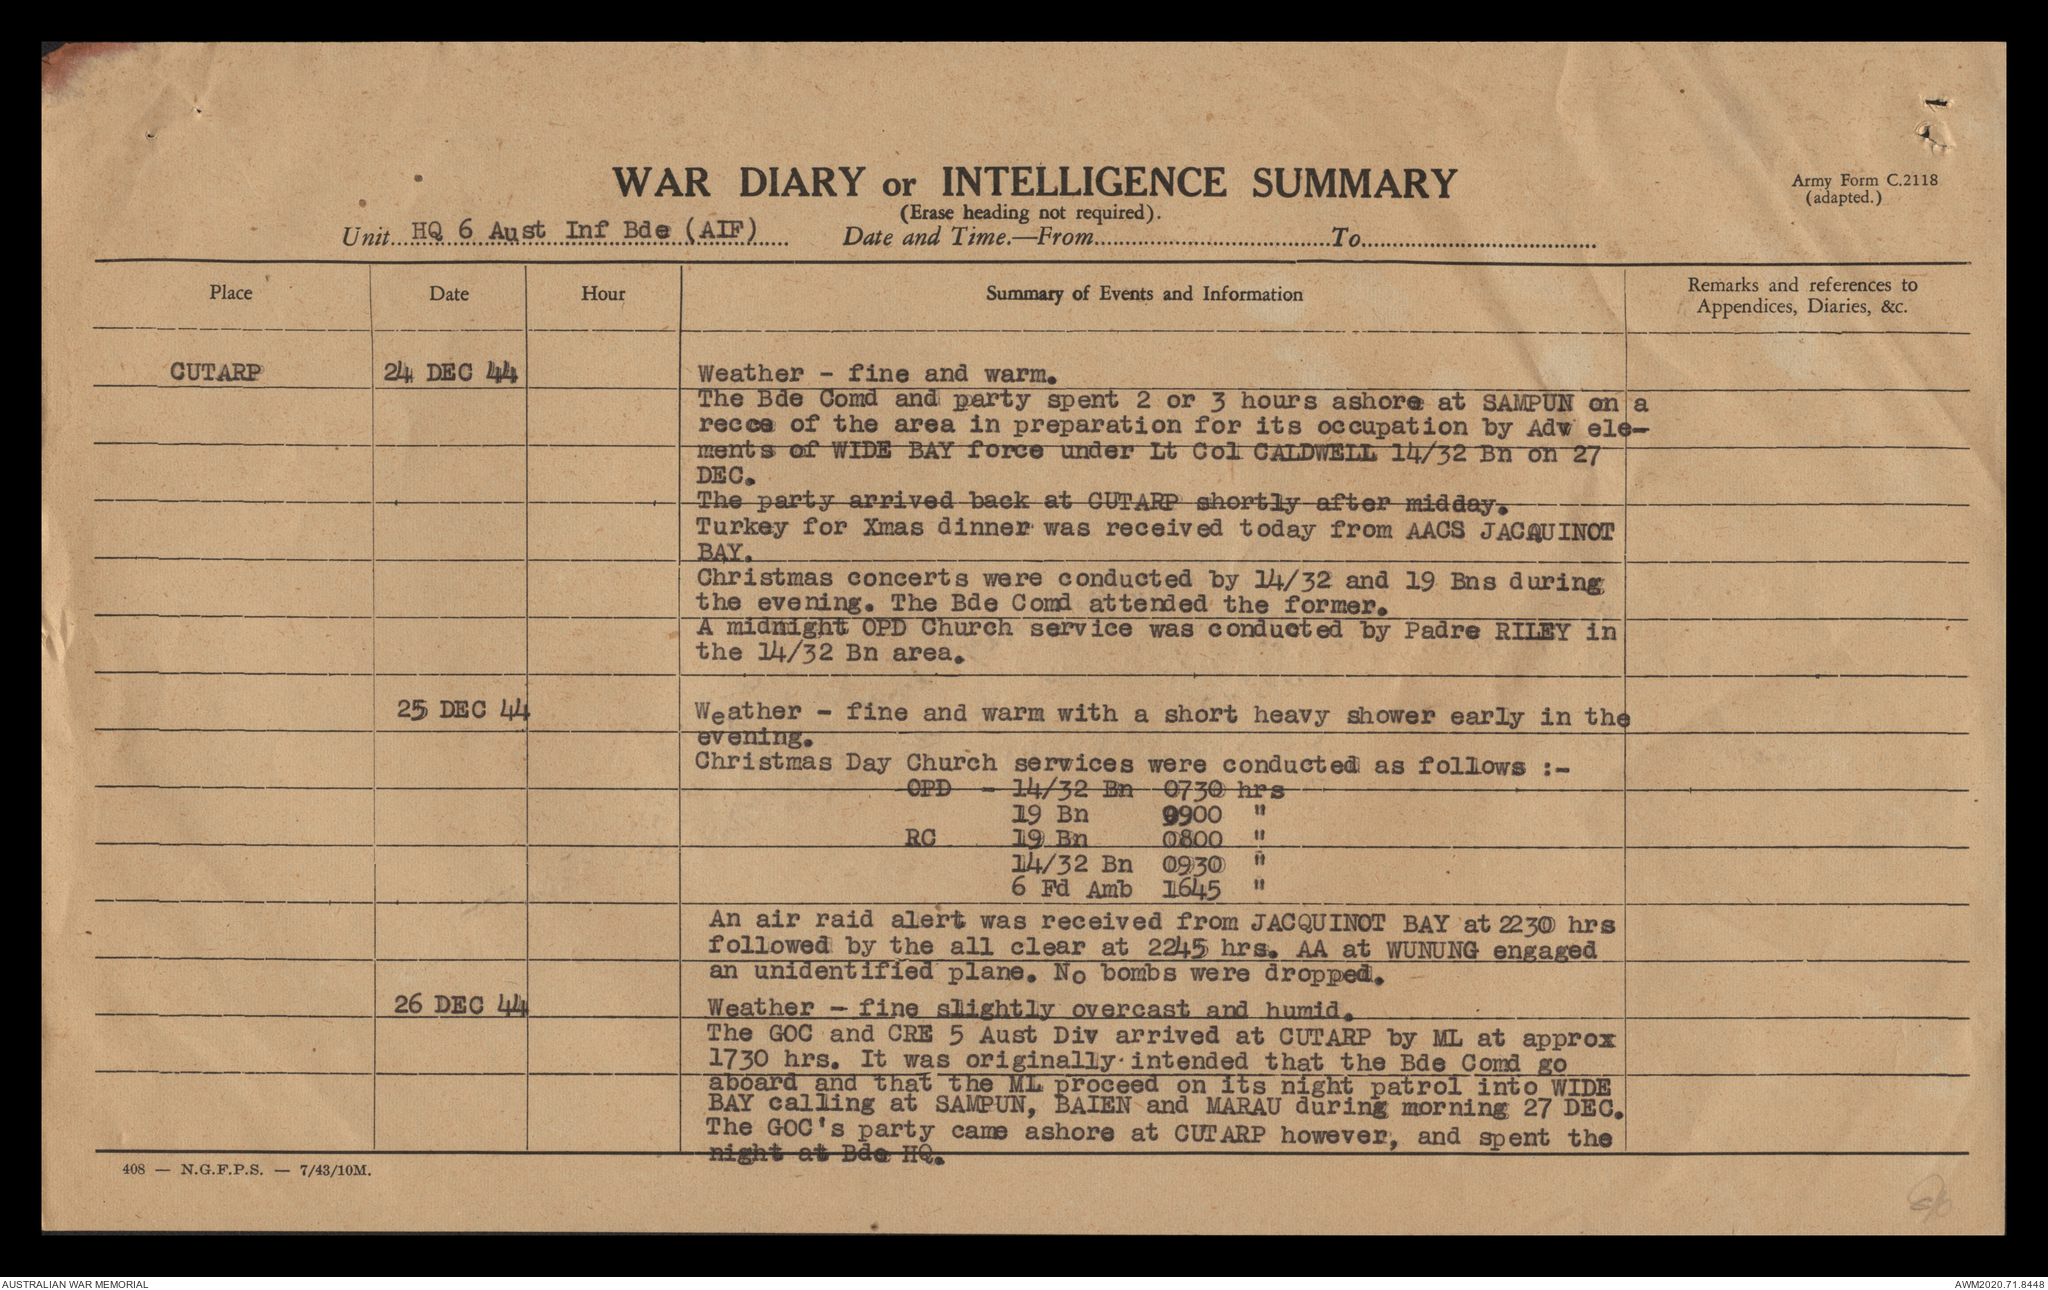 WAR DIARY or INTELLIGENCE SUMMARY
Army Form C.2118
(adapted.)
(Erase heading not required).
Unit HQ 6 Aust Inf Bde (AIF) Date and Time.—From To
Place Date Hour Summary of Events and Information Remarks and references to
Appendices, Diaries, &c.
CUTARP 24 DEC 44 Weather - fine and warm.
The Bde Comd and party spent 2 or 3 hours ashore at SAMPUN on a
recce of the area in preparation for its occupation by Adv ele-
ments of WIDE BAY force under Lt Col CALDWELL 14/32 Bn on 27
DEC.
The party arrived back at CUTARP shortly after midday.
Turkey for Xmas dinner was received today from AACS JACQUINOT
BAY.
Christmas concerts were conducted by 14/32 and 19 Bns during
the evening. The Bde Comd attended the former.
A midnight OPD Church service was conducted by Padre RILEY in
the 14/32 Bn area.
25 DEC 44 Weather - fine and warm with a short heavy shower early in the
evening.
Christmas Day Church services were conducted as follows :-
OPD - 14/32 Bn 0730 hrs
19 Bn 0900 "
RC 19 Bn 0800 "
14/32 Bn 0930 "
6 Fd Amb 1645 "
An air raid alert was received from JACQUINOT BAY at 2230 hrs
followed by the all clear at 2245 hrs. AA at WUNUNG engaged
an unidentified plane. No bombs were dropped.
26 DEC 44 Weather - fine slightly overcast and humid.
The GOC and CRE 5 Aust Div arrived at CUTARP by ML at approx
1730 hrs. It was originally intended that the Bde Comd go
aboard and that the ML proceed on its night patrol into WIDE
BAY calling at SAMPUN, BAIEN and MARAU during morning 27 DEC.
The GOC's party came ashore at CUTARP however, and spent the
night at Bde HQ.
408 — N.G.F.P.S. — 7/43/10M.
AUSTRALIAN WAR MEMORIAL
AWM2020.71.8448